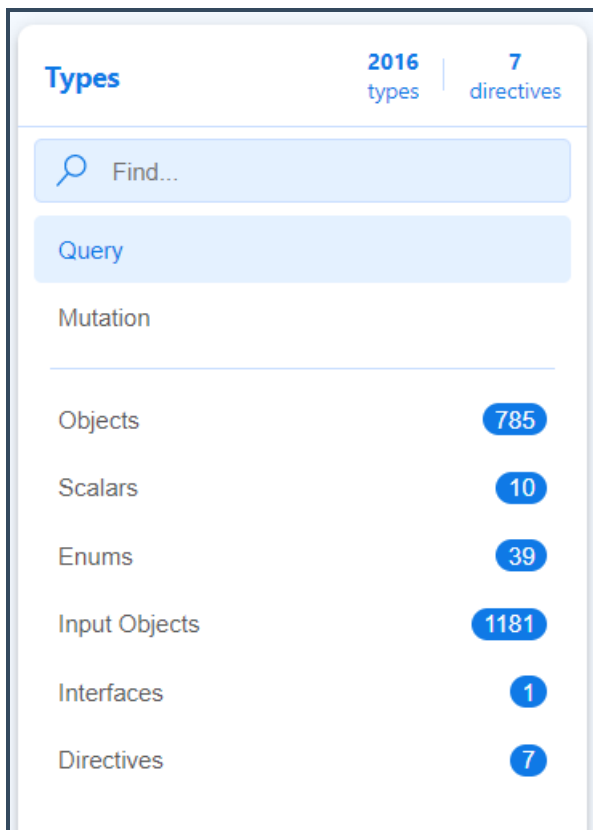 Types
2016
types
7
directives
Find...
Query
Mutation
Objects 785
Scalars 10
Enums 39
Input Objects 1181
Interfaces 1
Directives 7